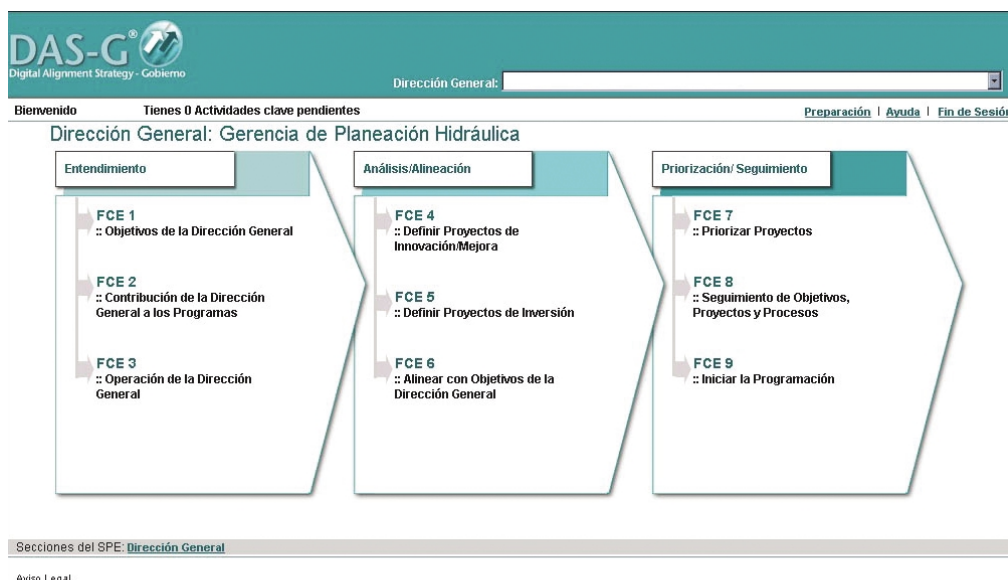 DAS-G®
Digital Alignment Strategy - Gobierno
Dirección General:
Bienvenido Tienes 0 Actividades clave pendientes Preparación | Ayuda | Fin de Sesión
Dirección General: Gerencia de Planeación Hidráulica
Entendimiento
FCE 1
:: Objetivos de la Dirección General
FCE 2
:: Contribución de la Dirección
General a los Programas
FCE 3
:: Operación de la Dirección
General
Análisis/Alineación
FCE 4
:: Definir Proyectos de
Innovación/Mejora
FCE 5
:: Definir Proyectos de Inversión
FCE 6
:: Alinear con Objetivos de la
Dirección General
Priorización/ Seguimiento
FCE 7
:: Priorizar Proyectos
FCE 8
:: Seguimiento de Objetivos,
Proyectos y Procesos
FCE 9
:: Iniciar la Programación
Secciones del SPE: Dirección General
Aviso Legal